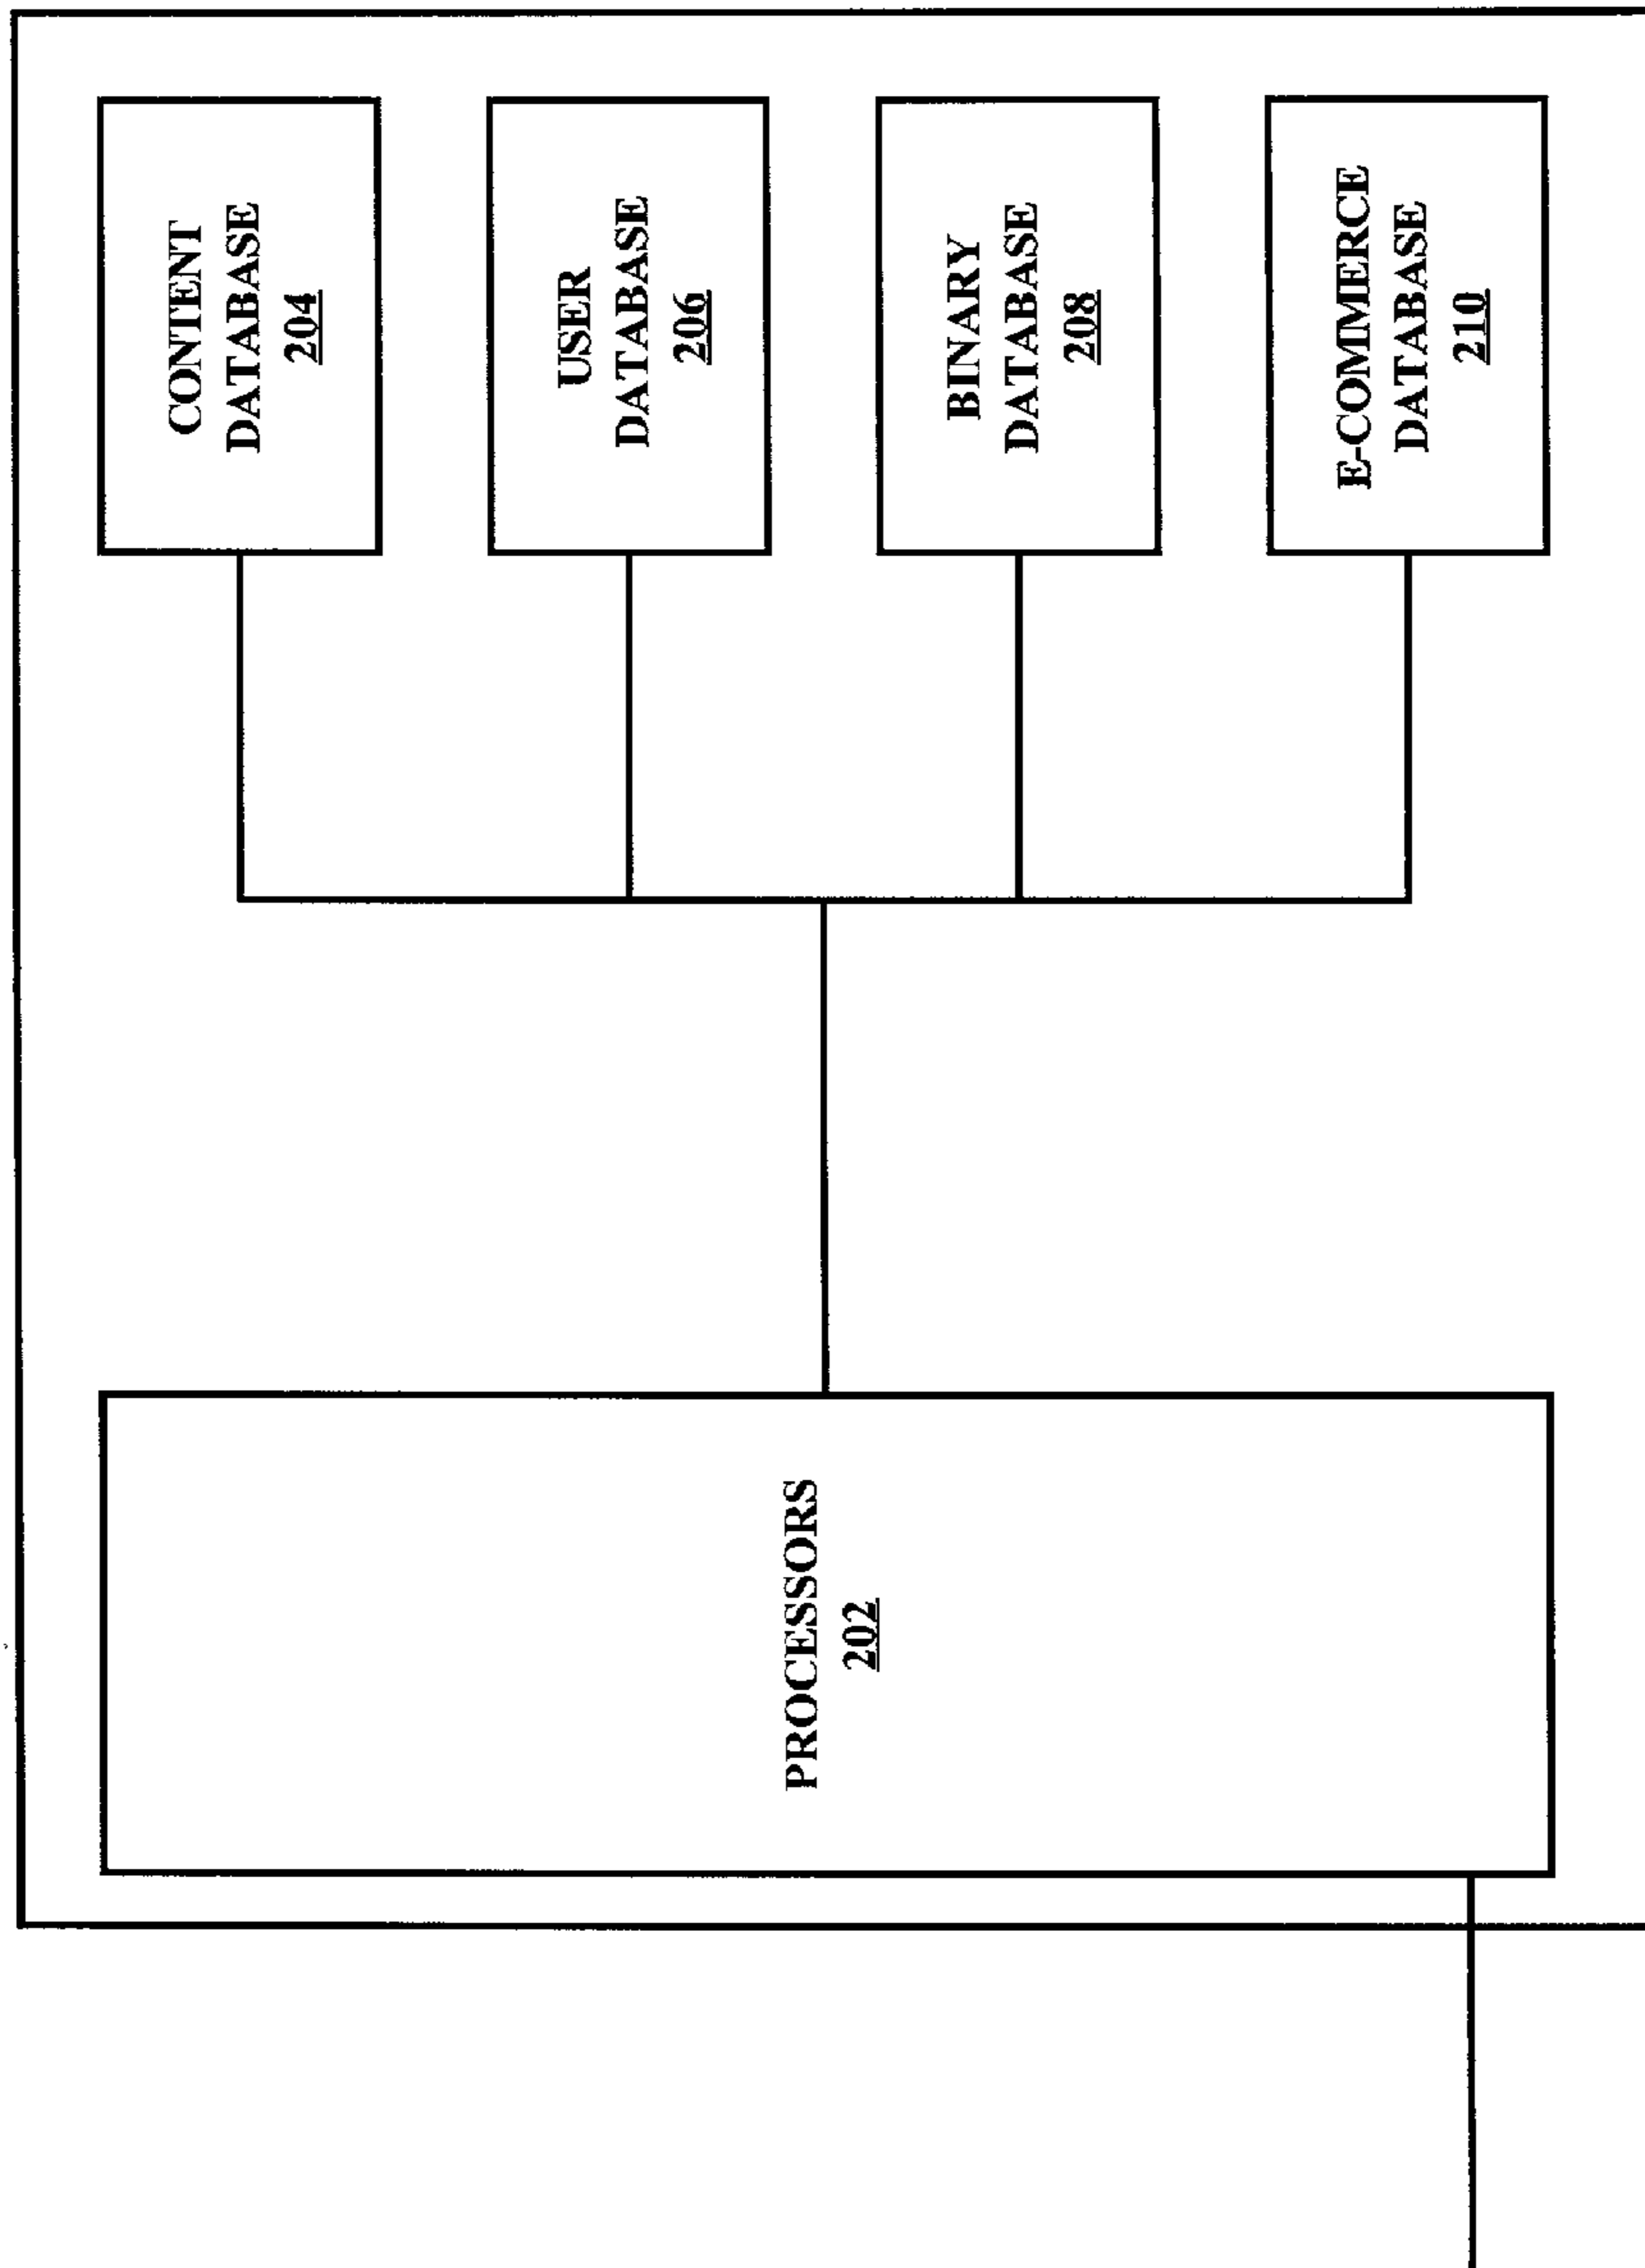 CONTENT
DATABASE
204
USER
DATABASE
206
BINARY
DATABASE
208
E-COMMERCE
DATABASE
210
PROCESSORS
202